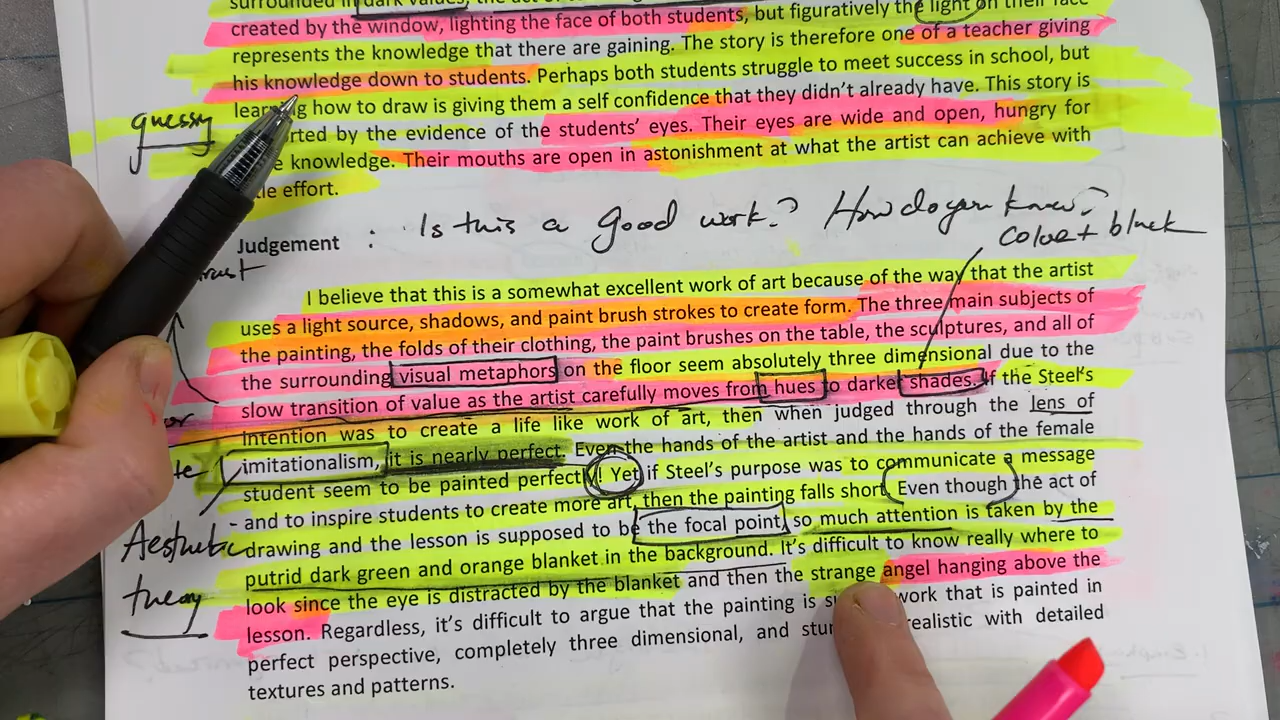 surrounded in dark values, the act of
created by the window, lighting the face of both students, but figuratively the light on their face
represents the knowledge that there are gaining. The story is therefore one of a teacher giving
his knowledge down to students. Perhaps both students struggle to meet success in school, but
learning how to draw is giving them a self confidence that they didn't already have. This story is
guessy
rted by the evidence of the students' eyes. Their eyes are wide and open, hungry for
e knowledge. Their mouths are open in astonishment at what the artist can achieve with
tle effort.
Judgement : Is this a good work? How do you know?
Color + black
I believe that this is a somewhat excellent work of art because of the way that the artist
uses a light source, shadows, and paint brush strokes to create form. The three main subjects of
the painting, the folds of their clothing, the paint brushes on the table, the sculptures, and all of
the surrounding visual metaphors on the floor seem absolutely three dimensional due to the
slow transition of value as the artist carefully moves from hues to darker shades. If the Steel's
intention was to create a life like work of art, then when judged through the lens of
imitationalism, it is nearly perfect. Even the hands of the artist and the hands of the female
student seem to be painted perfectly! Yet if Steel's purpose was to communicate a message
- and to inspire students to create more art, then the painting falls short. Even though the act of
Aesthetic
drawing and the lesson is supposed to be the focal point, so much attention is taken by the
putrid dark green and orange blanket in the background. It's difficult to know really where to
theory
look since the eye is distracted by the blanket and then the strange angel hanging above the
lesson. Regardless, it's difficult to argue that the painting is work that is painted in
perfect perspective, completely three dimensional, and realistic with detailed
textures and patterns.